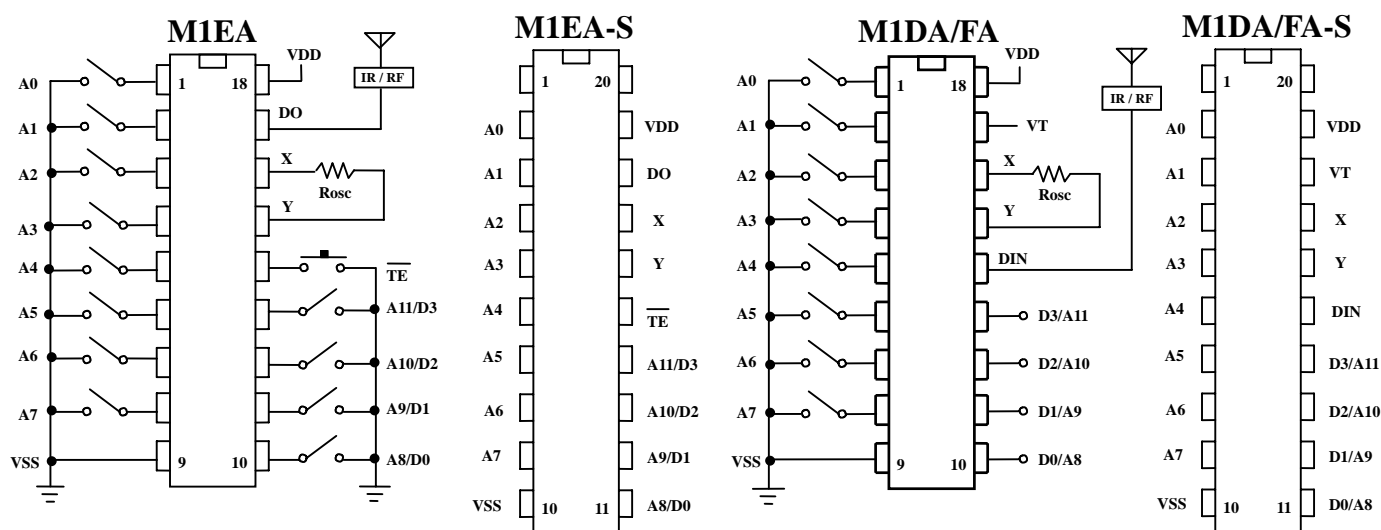 M1EA
VDD
A0
1
18
IR / RF
DO
A1
X
A2
Rosc
Y
A3
A4
TE
A5
A11/D3
A6
A10/D2
A7
A9/D1
VSS
9
10
A8/D0
M1EA-S
1
20
A0
VDD
A1
DO
A2
X
A3
Y
A4
TE
A5
A11/D3
A6
A10/D2
A7
A9/D1
VSS
10
11
A8/D0
M1DA/FA
VDD
A0
1
18
IR / RF
A1
VT
X
A2
Rosc
A3
Y
A4
DIN
A5
D3/A11
A6
D2/A10
A7
D1/A9
VSS
9
10
D0/A8
M1DA/FA-S
1
20
A0
VDD
A1
VT
A2
X
A3
Y
A4
DIN
A5
D3/A11
A6
D2/A10
A7
D1/A9
VSS
10
11
D0/A8